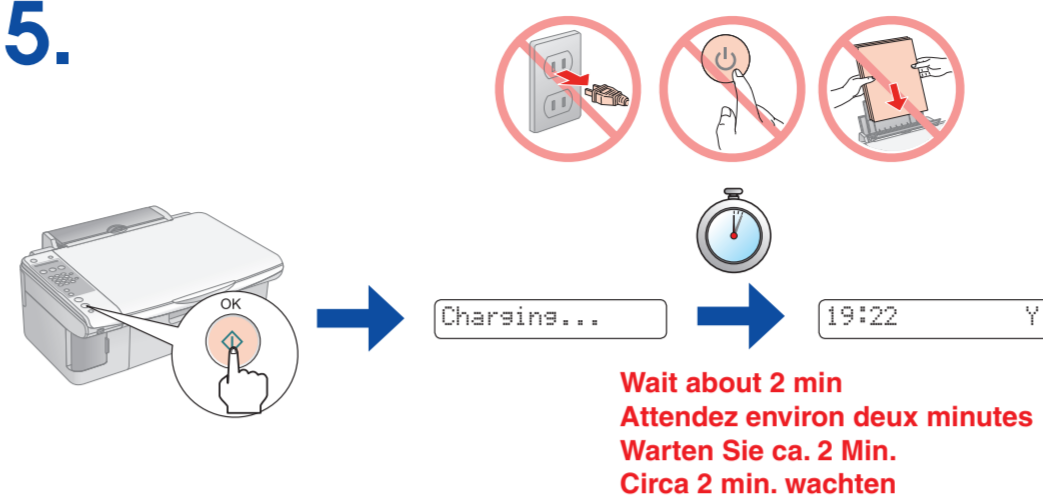 5.
OK
Charging...
19:22 Y
Wait about 2 min
Attendez environ deux minutes
Warten Sie ca. 2 Min.
Circa 2 min. wachten